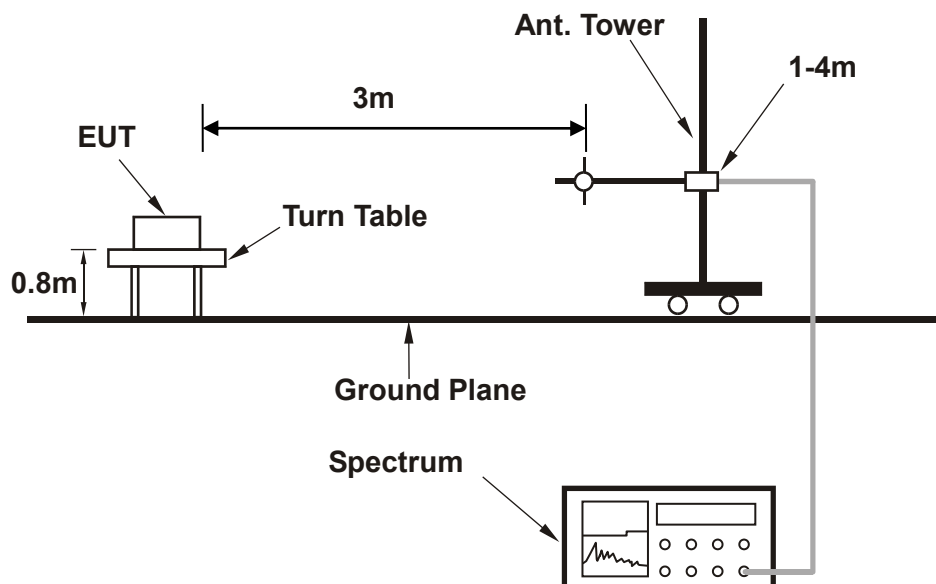 Ant. Tower
1-4m
3m
EUT
Turn Table
0.8m
Ground Plane
Spectrum